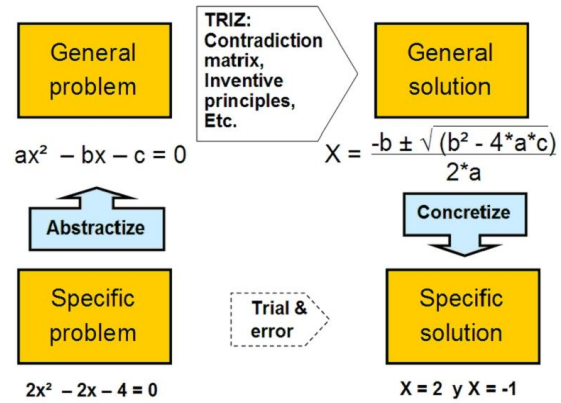 General
problem
TRIZ:
Contradiction
matrix,
Inventive
principles,
Etc.
General
solution
ax² – bx – c = 0
X = -b ± √(b² - 4*a*c)
2*a
Abstractize
Concretize
Specific
problem
Trial &
error
Specific
solution
2x² – 2x – 4 = 0
X = 2 y X = -1